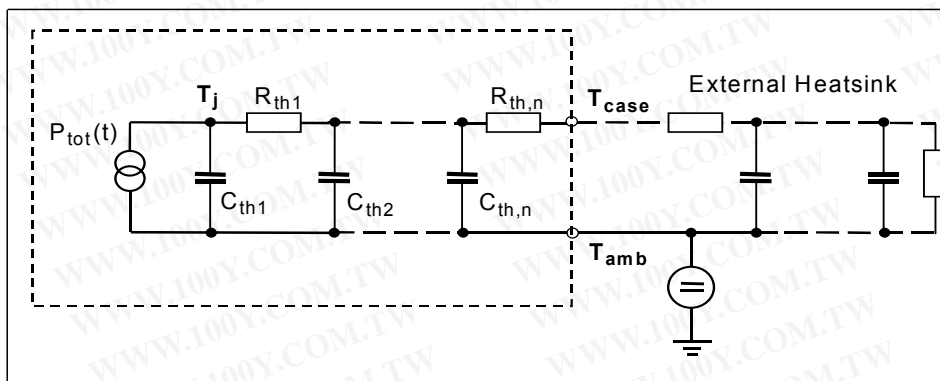 External Heatsink
T_j
R_th1
R_th,n
T_case
P_tot(t)
C_th1
C_th2
C_th,n
T_amb
WWW.100Y.COM.TW